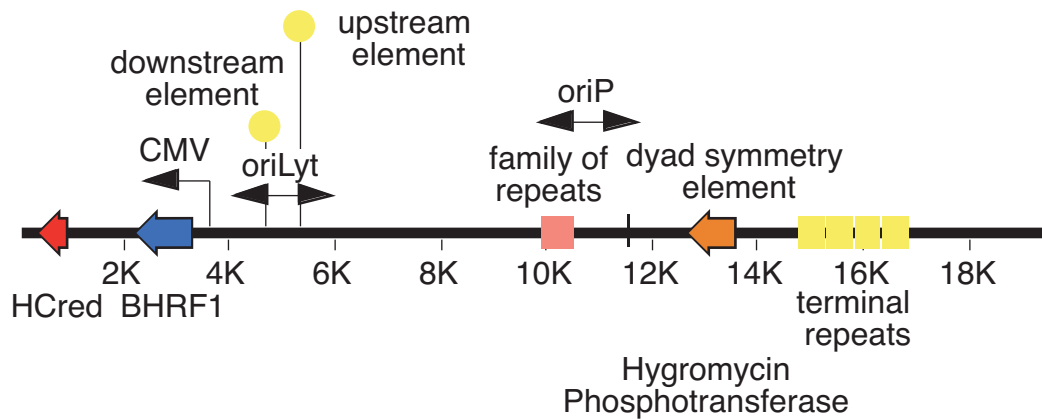 upstream
element
downstream
element
oriP
CMV
oriLyt
family of
repeats
dyad symmetry
element
2K 4K 6K 8K 10K 12K 14K 16K 18K
HCred BHRF1
terminal
repeats
Hygromycin
Phosphotransferase